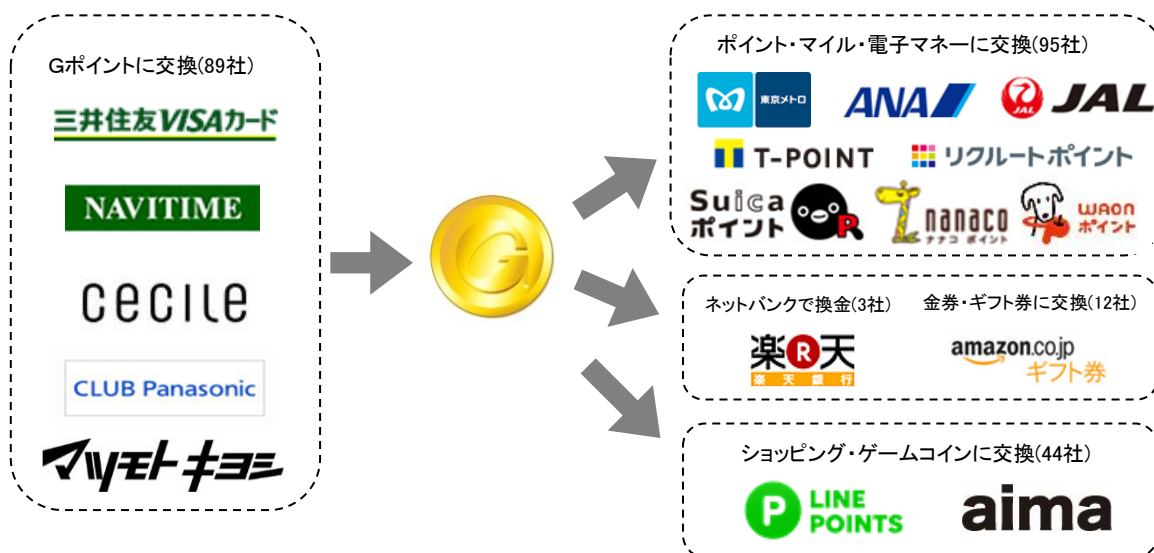 Gポイントに交換(89社)
三井住友VISAカード
NAVITIME
cecile
CLUB Panasonic
マツモトキヨシ
G
ポイント・マイル・電子マネーに交換(95社)
東京メトロ
ANA
JAL
JAL
T-POINT
リクルートポイント
Suica
ポイント
R
nanaco
ナナコ ポイント
WAON
ポイント
ネットバンクで換金(3社)
金券・ギフト券に交換(12社)
楽R天
楽天銀行
amazon.co.jp
ギフト券
ショッピング・ゲームコインに交換(44社)
P
LINE
POINTS
aima